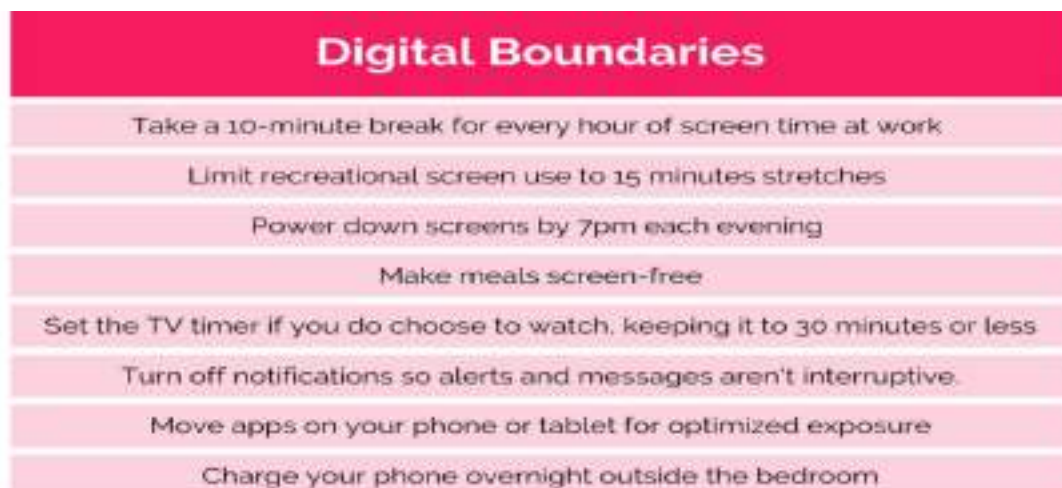 Digital Boundaries
Take a 10-minute break for every hour of screen time at work
Limit recreational screen use to 15 minutes stretches
Power down screens by 7pm each evening
Make meals screen-free
Set the TV timer if you do choose to watch, keeping it to 30 minutes or less
Turn off notifications so alerts and messages aren't interruptive.
Move apps on your phone or tablet for optimized exposure
Charge your phone overnight outside the bedroom